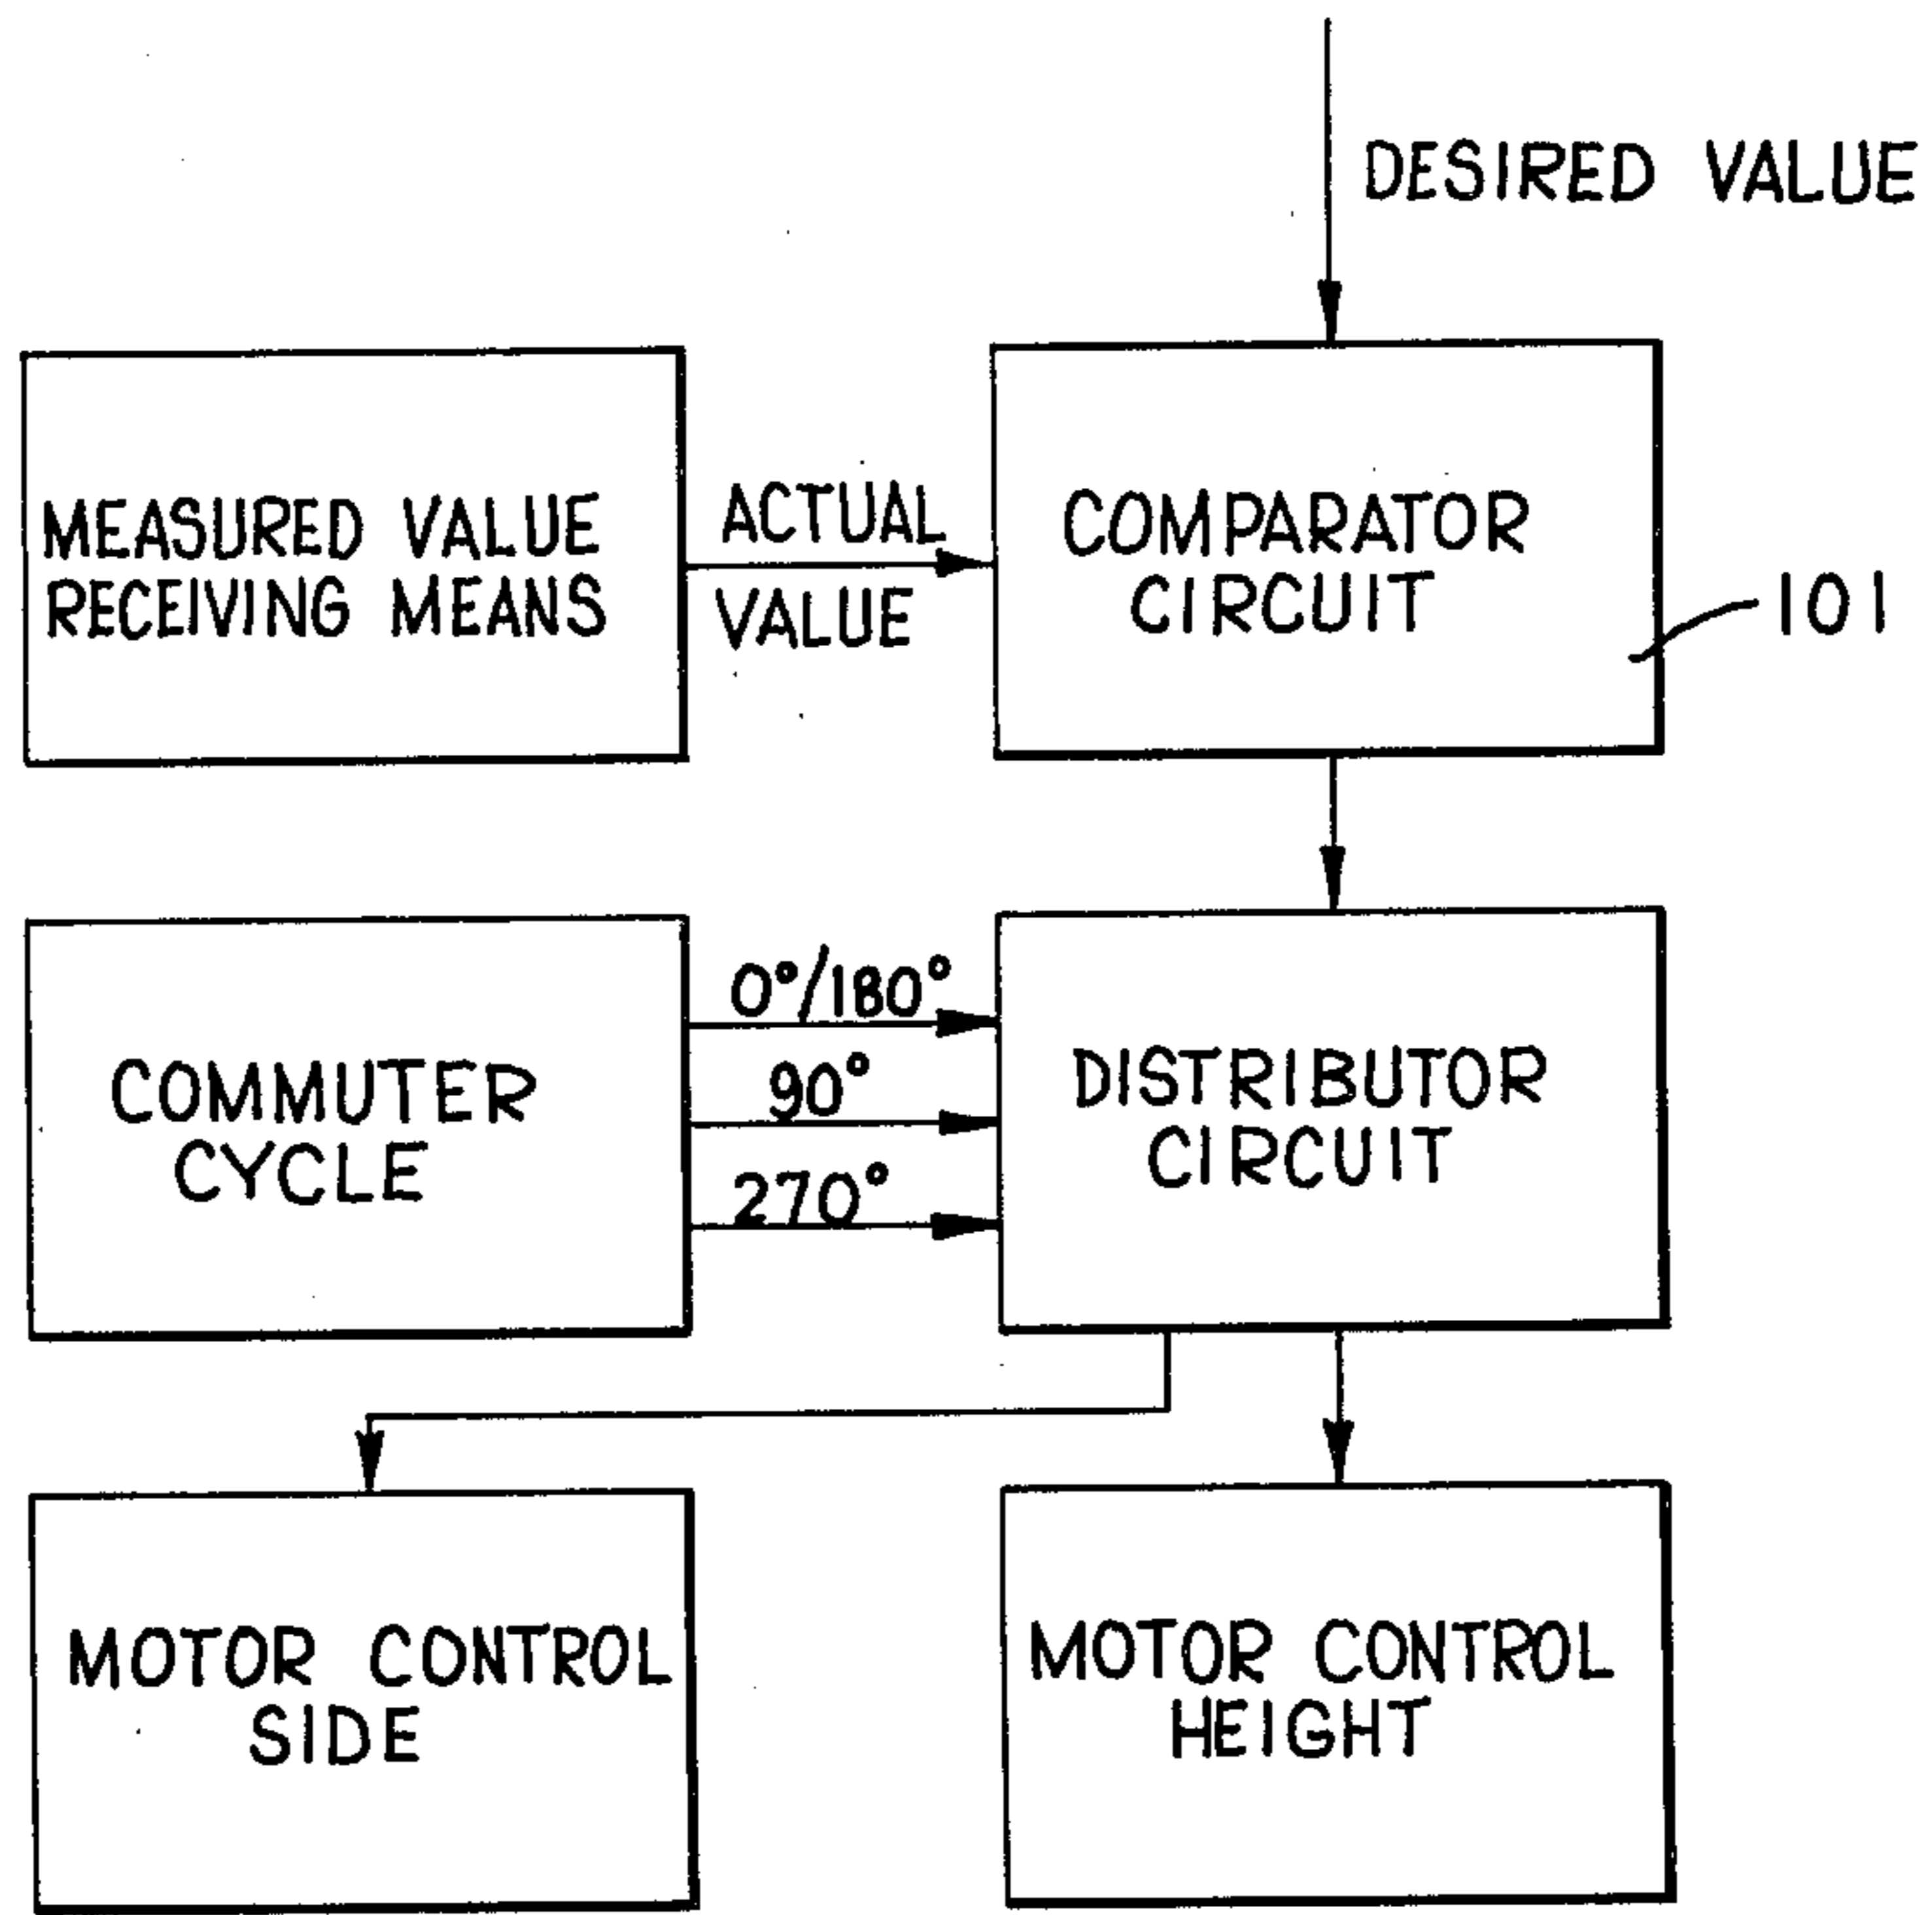 DESIRED VALUE
MEASURED VALUE
RECEIVING MEANS
ACTUAL
VALUE
COMPARATOR
CIRCUIT
101
COMMUTER
CYCLE
0°/180°
90°
270°
DISTRIBUTOR
CIRCUIT
MOTOR CONTROL
SIDE
MOTOR CONTROL
HEIGHT